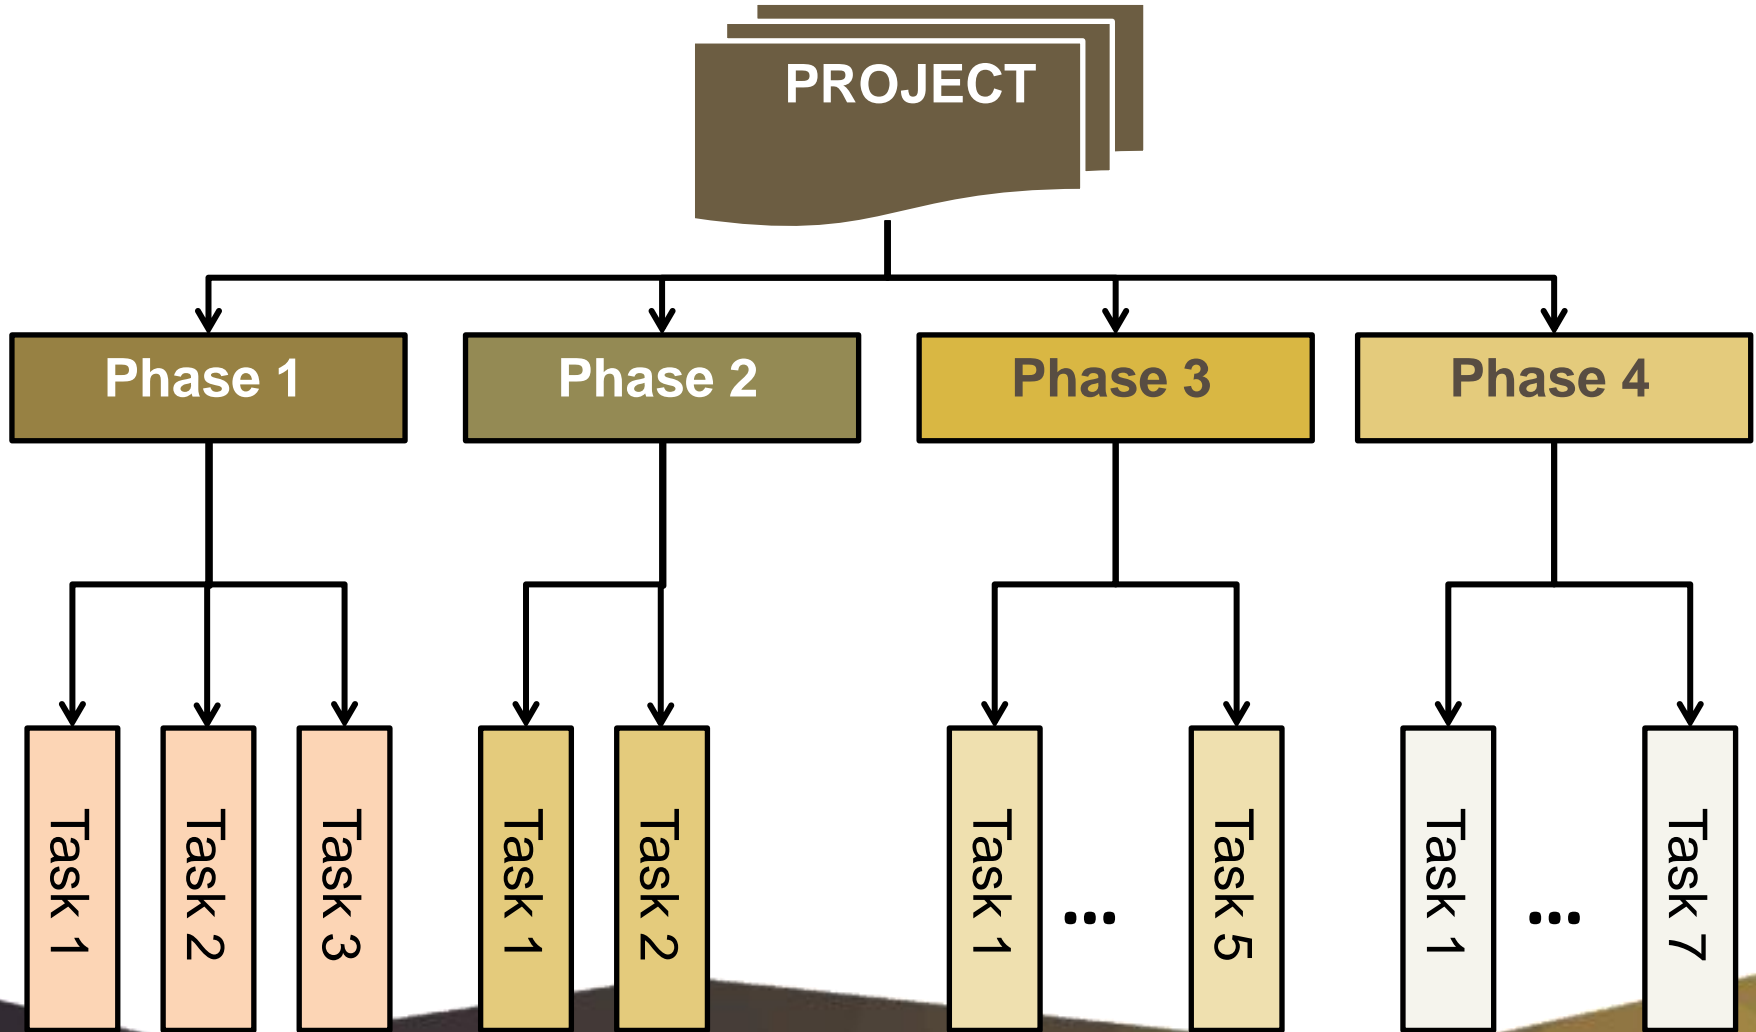 PROJECT
Phase 1
Phase 2
Phase 3
Phase 4
Task 1
Task 2
Task 3
Task 1
Task 2
Task 1
...
Task 5
Task 1
...
Task 7